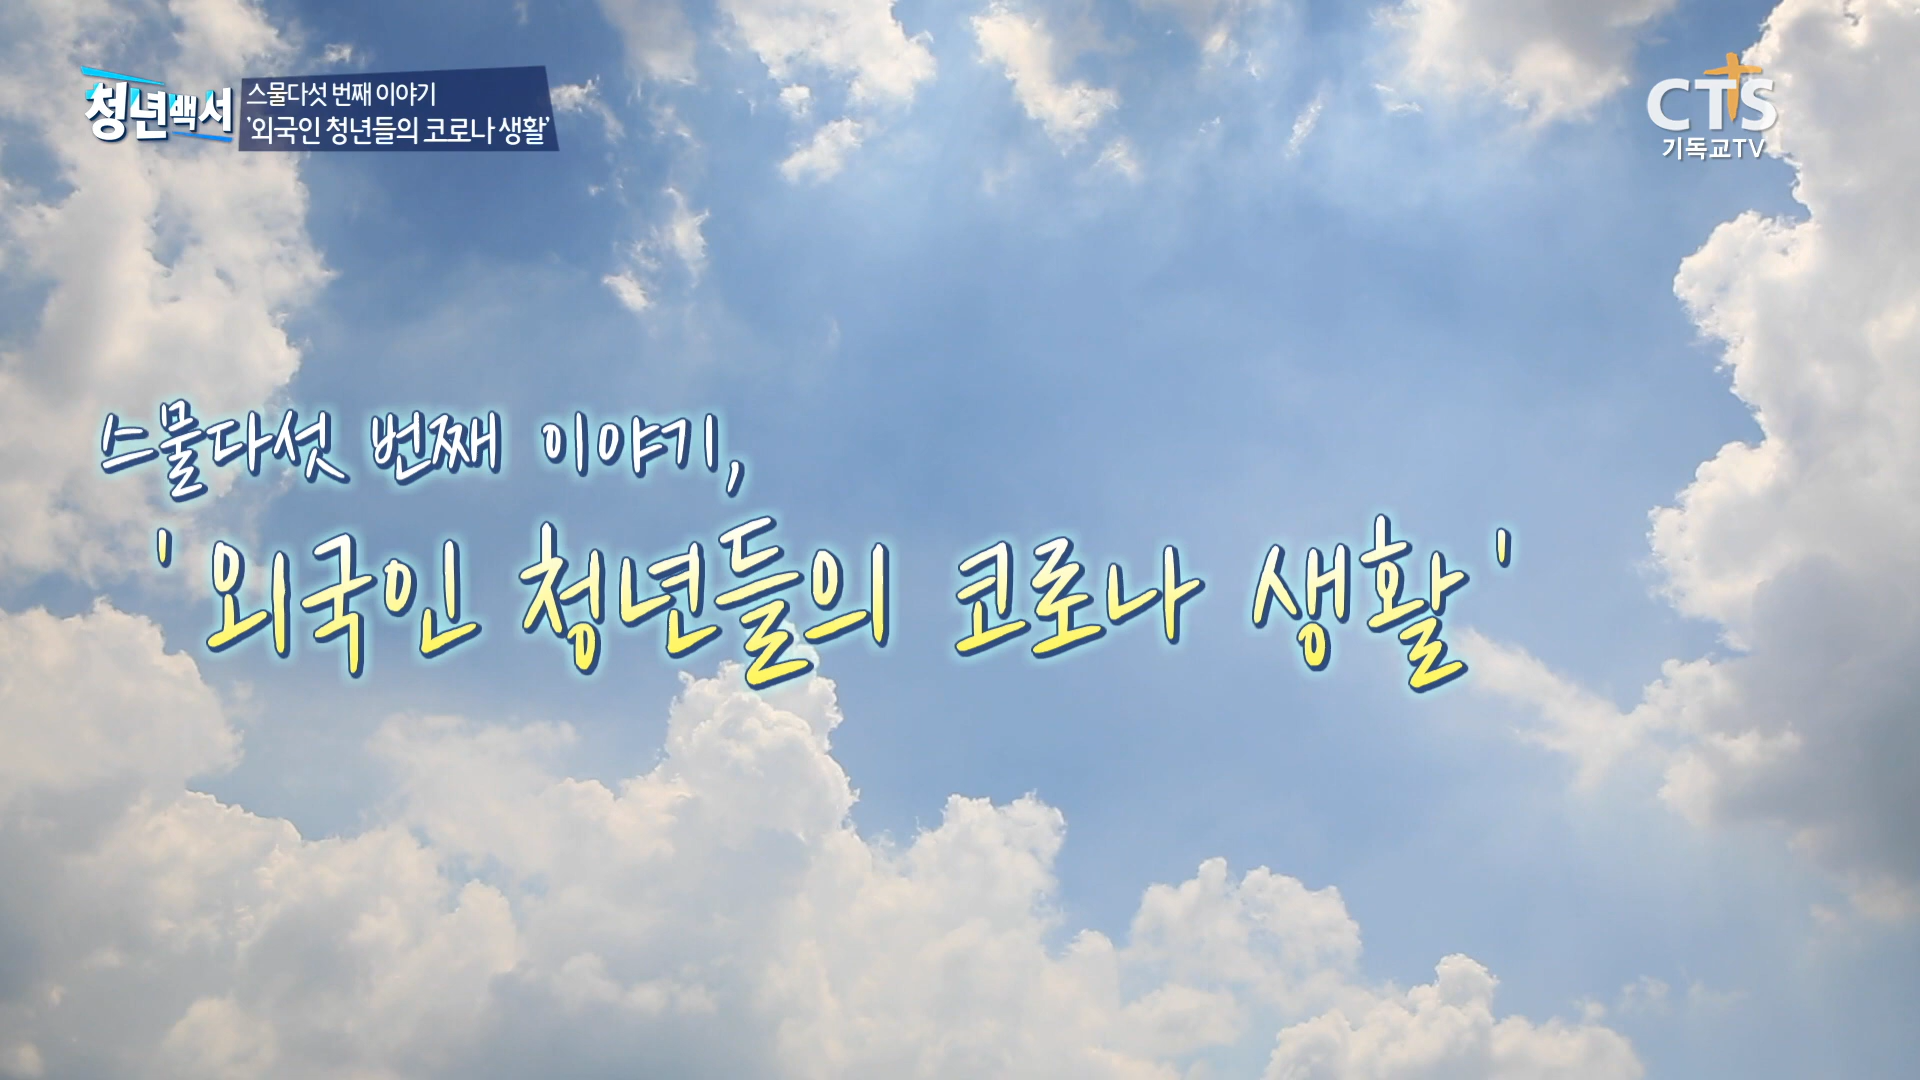 청년백서
스물다섯 번째 이야기
'외국인 청년들의 코로나 생활'
CTS
기독교TV
스물다섯 번째 이야기,
'외국인 청년들의 코로나 생활'